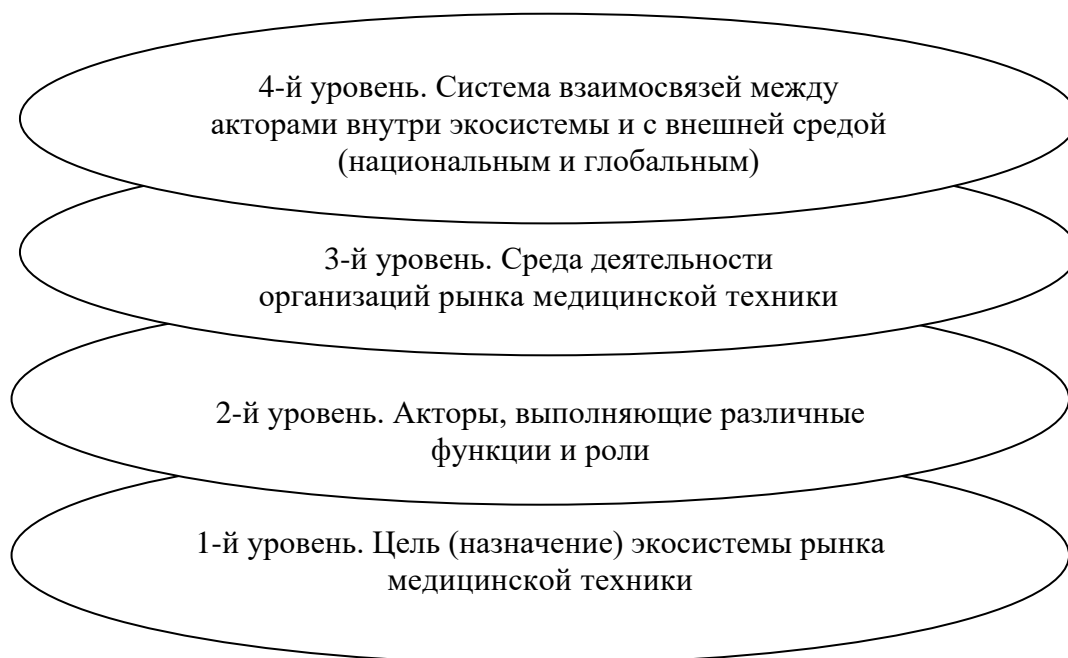 4-й уровень. Система взаимосвязей между
акторами внутри экосистемы и с внешней средой
(национальным и глобальным)
3-й уровень. Среда деятельности
организаций рынка медицинской техники
2-й уровень. Акторы, выполняющие различные
функции и роли
1-й уровень. Цель (назначение) экосистемы рынка
медицинской техники